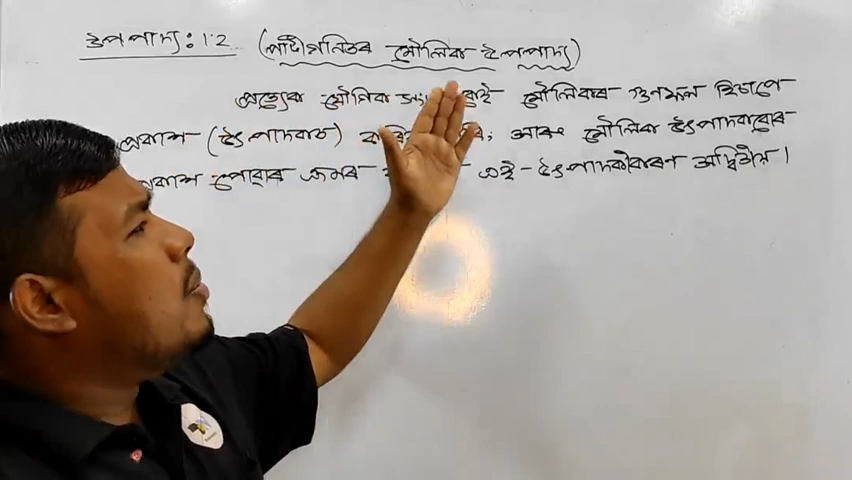 উপপাদ্য: 1.2 (পাটীগণিতৰ মৌলিক উপপাদ্য)
প্ৰত্যেক যৌগিক মৌলিকৰ গুণফল হিচাপে
প্ৰকাশ (উৎপাদকত) আৰু মৌলিক উৎপাদকবোৰ
প্ৰকাশ পোৱাৰ ক্ৰমৰ এই উৎপাদকীকৰণ অদ্বিতীয়।